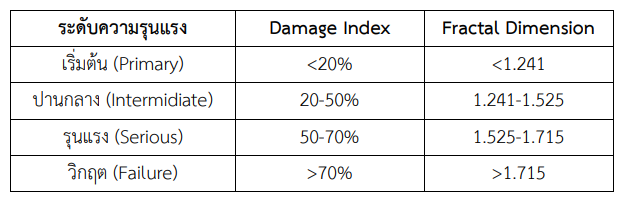 ระดับความรุนแรง Damage Index Fractal Dimension
เริ่มต้น (Primary) <20% <1.241
ปานกลาง (Intermidiate) 20-50% 1.241-1.525
รุนแรง (Serious) 50-70% 1.525-1.715
วิกฤต (Failure) >70% >1.715